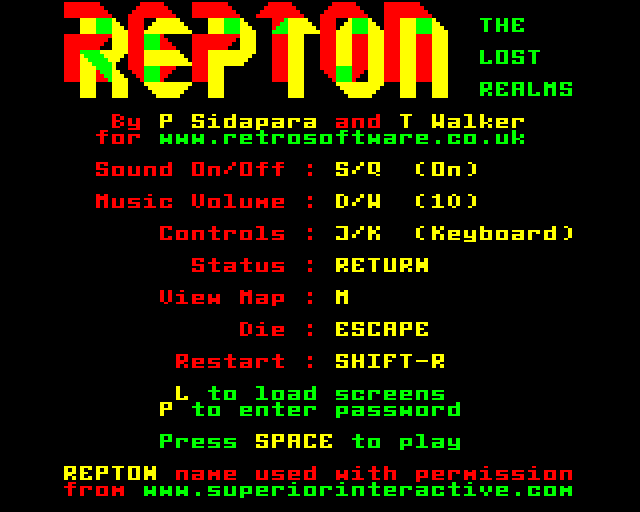 REPTON THE LOST REALMS
By P Sidapara and T Walker
for www.retrosoftware.co.uk
Sound On/Off : S/Q (On)
Music Volume : D/W (10)
Controls : J/K (Keyboard)
Status : RETURN
View Map : M
Die : ESCAPE
Restart : SHIFT-R
L to load screens
P to enter password
Press SPACE to play
REPTON name used with permission
from www.superiorinteractive.com